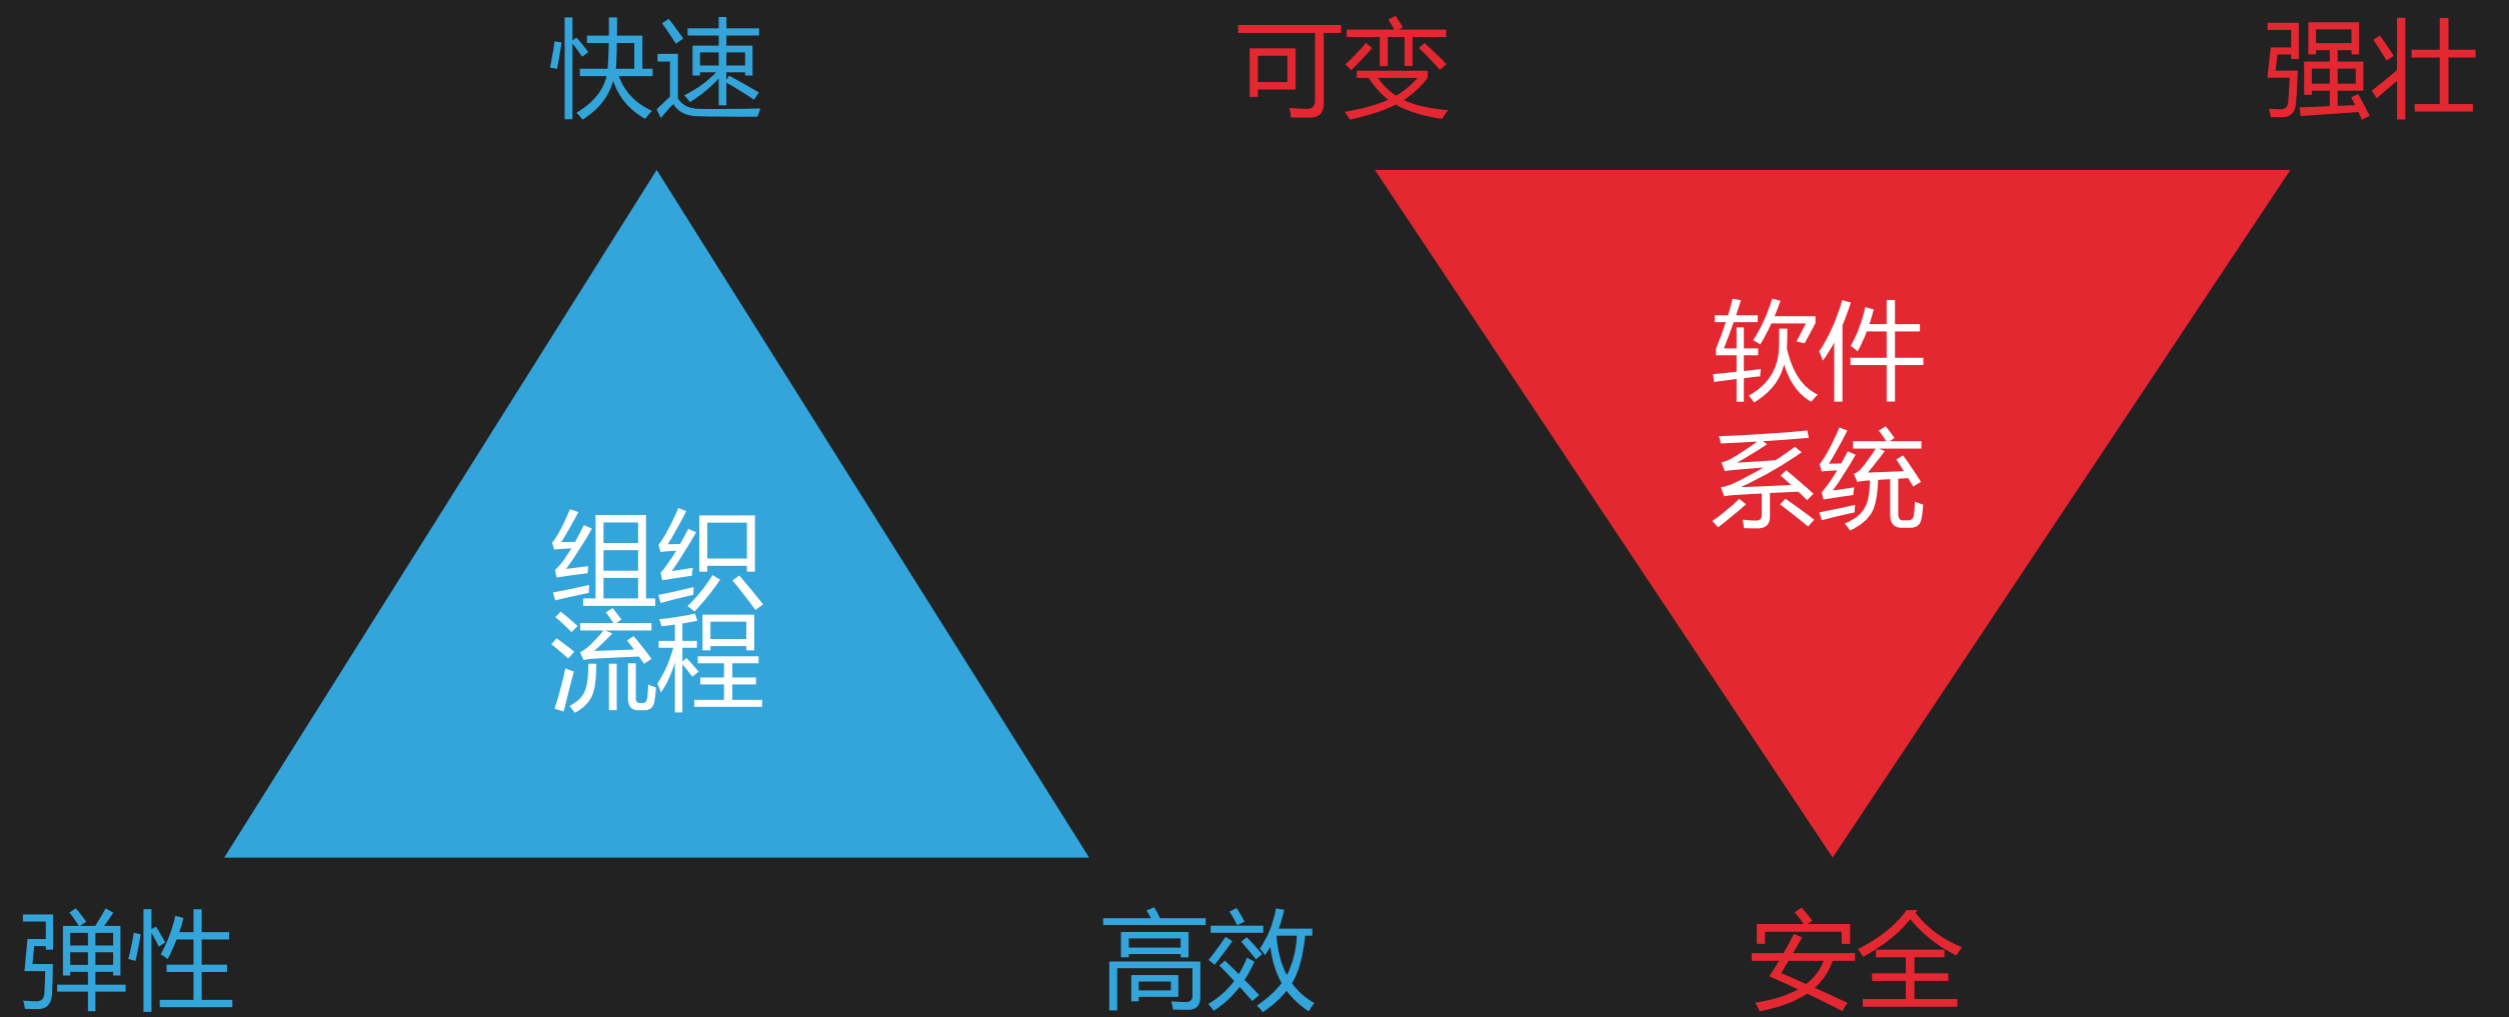 快速
可变
强壮
组织
流程
软件
系统
弹性
高效
安全